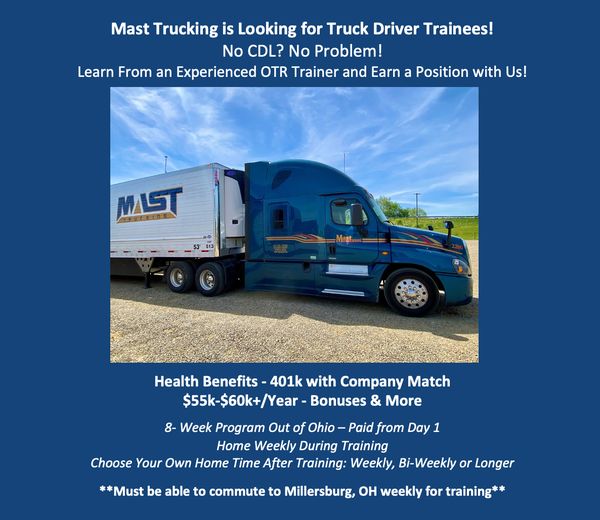 Mast Trucking is Looking for Truck Driver Trainees!
No CDL? No Problem!
Learn From an Experienced OTR Trainer and Earn a Position with Us!
MAST
TRUCKING
53'
Mast
Health Benefits - 401k with Company Match
$55k-$60k+/Year - Bonuses & More
8- Week Program Out of Ohio – Paid from Day 1
Home Weekly During Training
Choose Your Own Home Time After Training: Weekly, Bi-Weekly or Longer
**Must be able to commute to Millersburg, OH weekly for training**